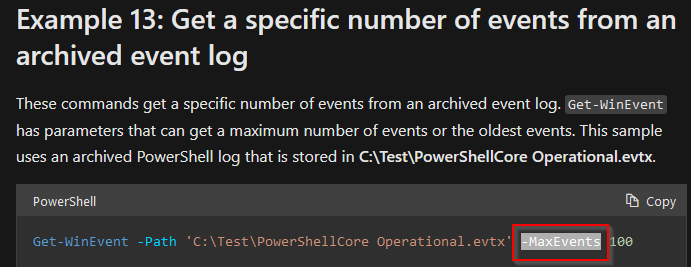 Example 13: Get a specific number of events from an
archived event log
These commands get a specific number of events from an archived event log. Get-WinEvent
has parameters that can get a maximum number of events or the oldest events. This sample
uses an archived PowerShell log that is stored in C:\Test\PowerShellCore Operational.evtx.
PowerShell Copy
Get-WinEvent -Path 'C:\Test\PowerShellCore Operational.evtx' -MaxEvents 100